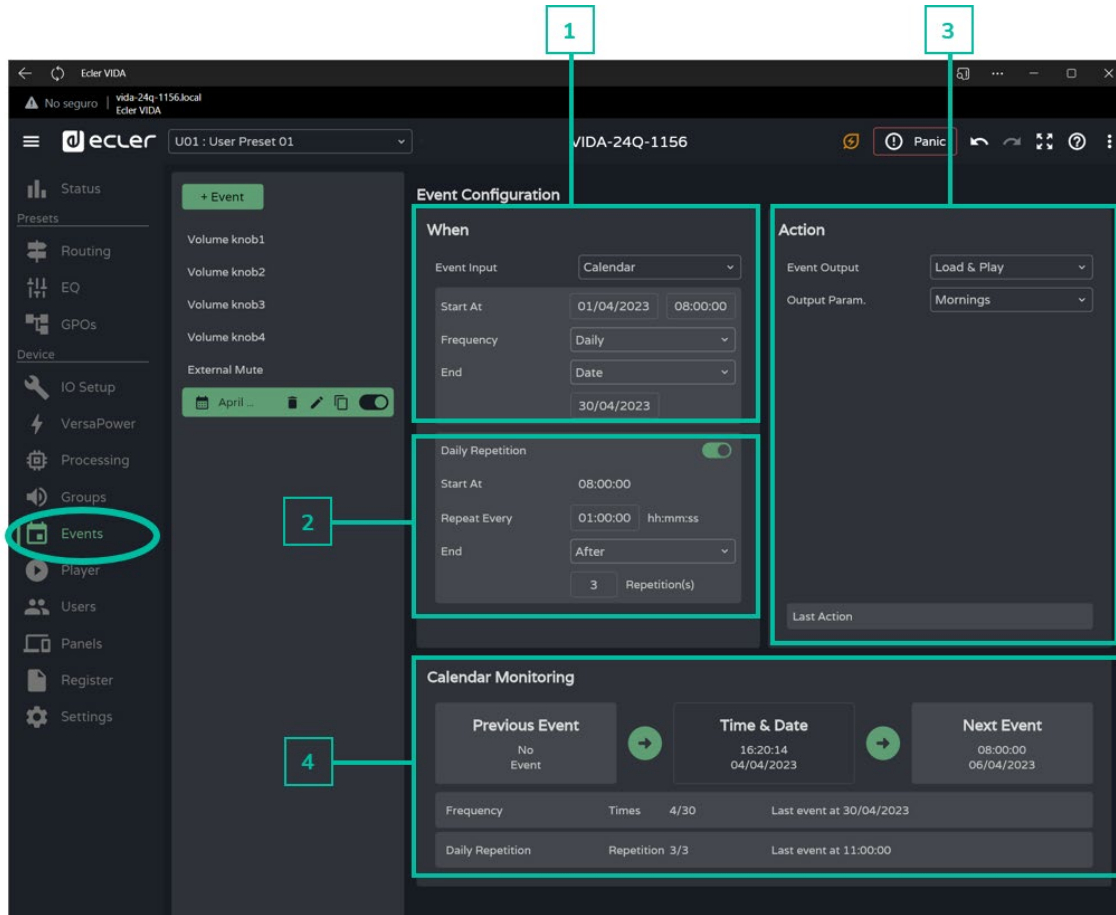 1
3
Ecler VIDA
No seguro
vida-24q-1156.local
Ecler VIDA
ecler
U01 : User Preset 01
VIDA-24Q-1156
Panic
Status
Presets
Routing
EQ
GPOs
Device
IO Setup
VersaPower
Processing
Groups
Events
Player
Users
Panels
Register
Settings
+ Event
Volume knob1
Volume knob2
Volume knob3
Volume knob4
External Mute
April ...
Event Configuration
When
Event Input Calendar
Start At 01/04/2023 08:00:00
Frequency Daily
End Date
30/04/2023
2
Daily Repetition
Start At 08:00:00
Repeat Every 01:00:00 hh:mm:ss
End After
3 Repetition(s)
Action
Event Output Load & Play
Output Param. Mornings
Last Action
4
Calendar Monitoring
Previous Event
No
Event
Time & Date
16:20:14
04/04/2023
Next Event
08:00:00
06/04/2023
Frequency Times 4/30 Last event at 30/04/2023
Daily Repetition Repetition 3/3 Last event at 11:00:00